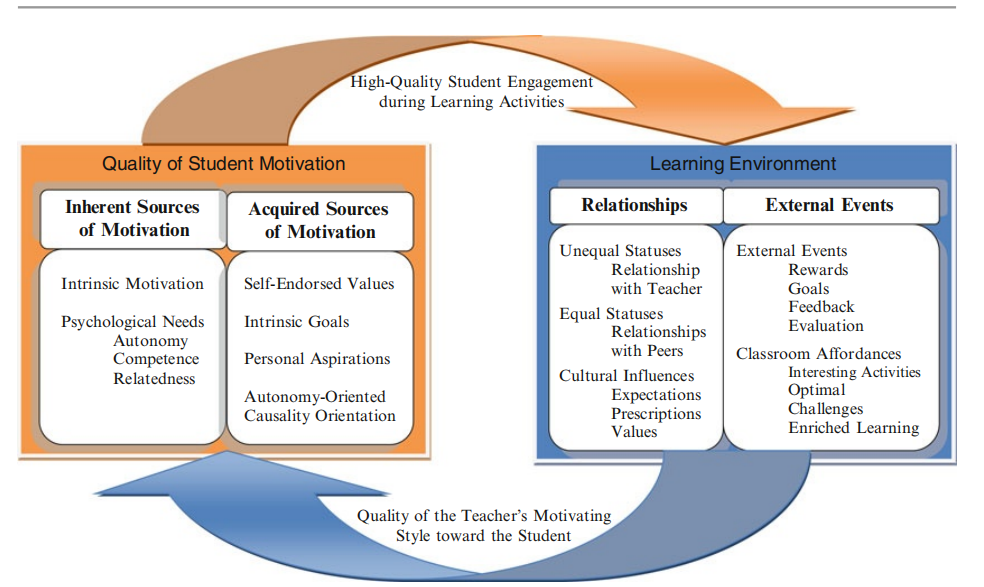 High-Quality Student Engagement
during Learning Activities
Quality of Student Motivation
Inherent Sources
of Motivation
Acquired Sources
of Motivation
Intrinsic Motivation
Psychological Needs
Autonomy
Competence
Relatedness
Self-Endorsed Values
Intrinsic Goals
Personal Aspirations
Autonomy-Oriented
Causality Orientation
Learning Environment
Relationships
External Events
Unequal Statuses
Relationship
with Teacher
Equal Statuses
Relationships
with Peers
Cultural Influences
Expectations
Prescriptions
Values
External Events
Rewards
Goals
Feedback
Evaluation
Classroom Affordances
Interesting Activities
Optimal
Challenges
Enriched Learning
Quality of the Teacher's Motivating
Style toward the Student